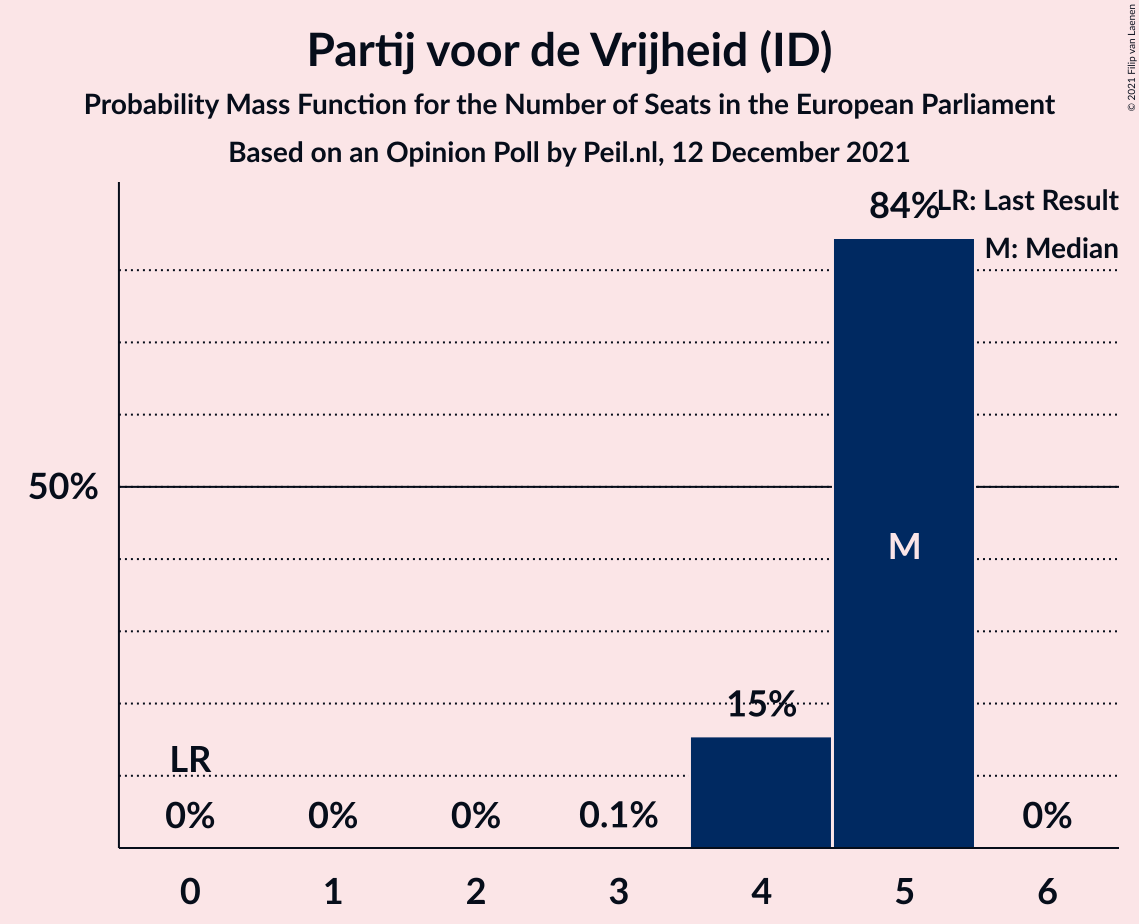 Partij voor de Vrijheid (ID)
Probability Mass Function for the Number of Seats in the European Parliament
Based on an Opinion Poll by Peil.nl, 12 December 2021
© 2021 Filip van Laenen
LR: Last Result
M: Median
84%
50%
M
15%
LR
0% 0% 0% 0.1% 0%
0 1 2 3 4 5 6